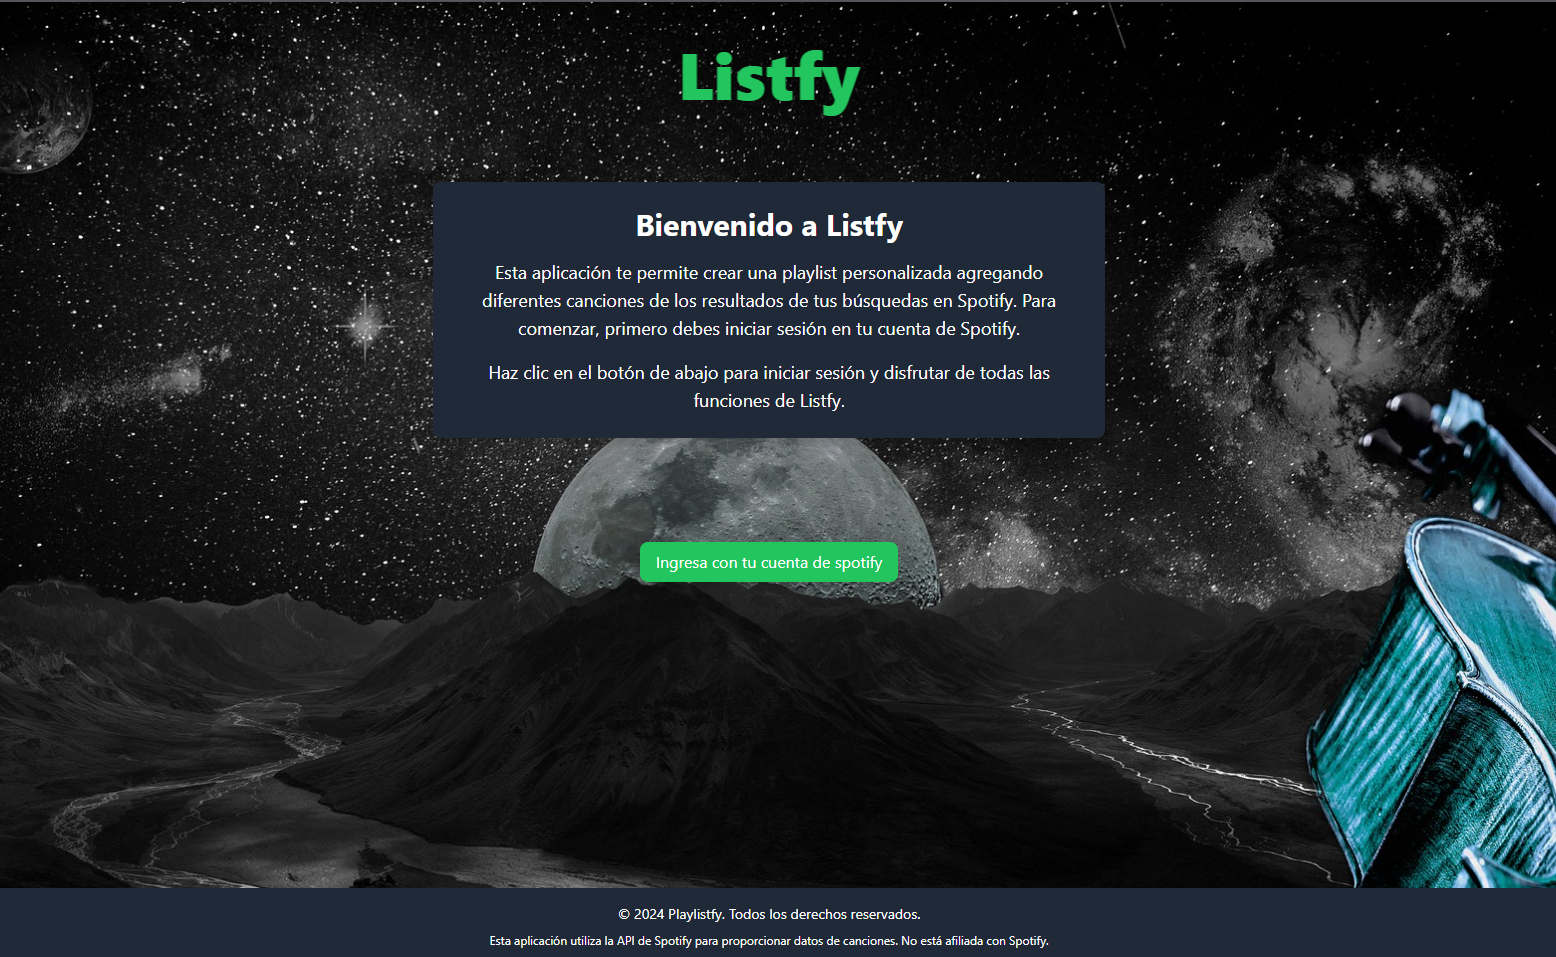 Listfy
Bienvenido a Listfy
Esta aplicación te permite crear una playlist personalizada agregando
diferentes canciones de los resultados de tus búsquedas en Spotify. Para
comenzar, primero debes iniciar sesión en tu cuenta de Spotify.
Haz clic en el botón de abajo para iniciar sesión y disfrutar de todas las
funciones de Listfy.
Ingresa con tu cuenta de spotify
© 2024 Playlistfy. Todos los derechos reservados.
Esta aplicación utiliza la API de Spotify para proporcionar datos de canciones. No está afiliada con Spotify.